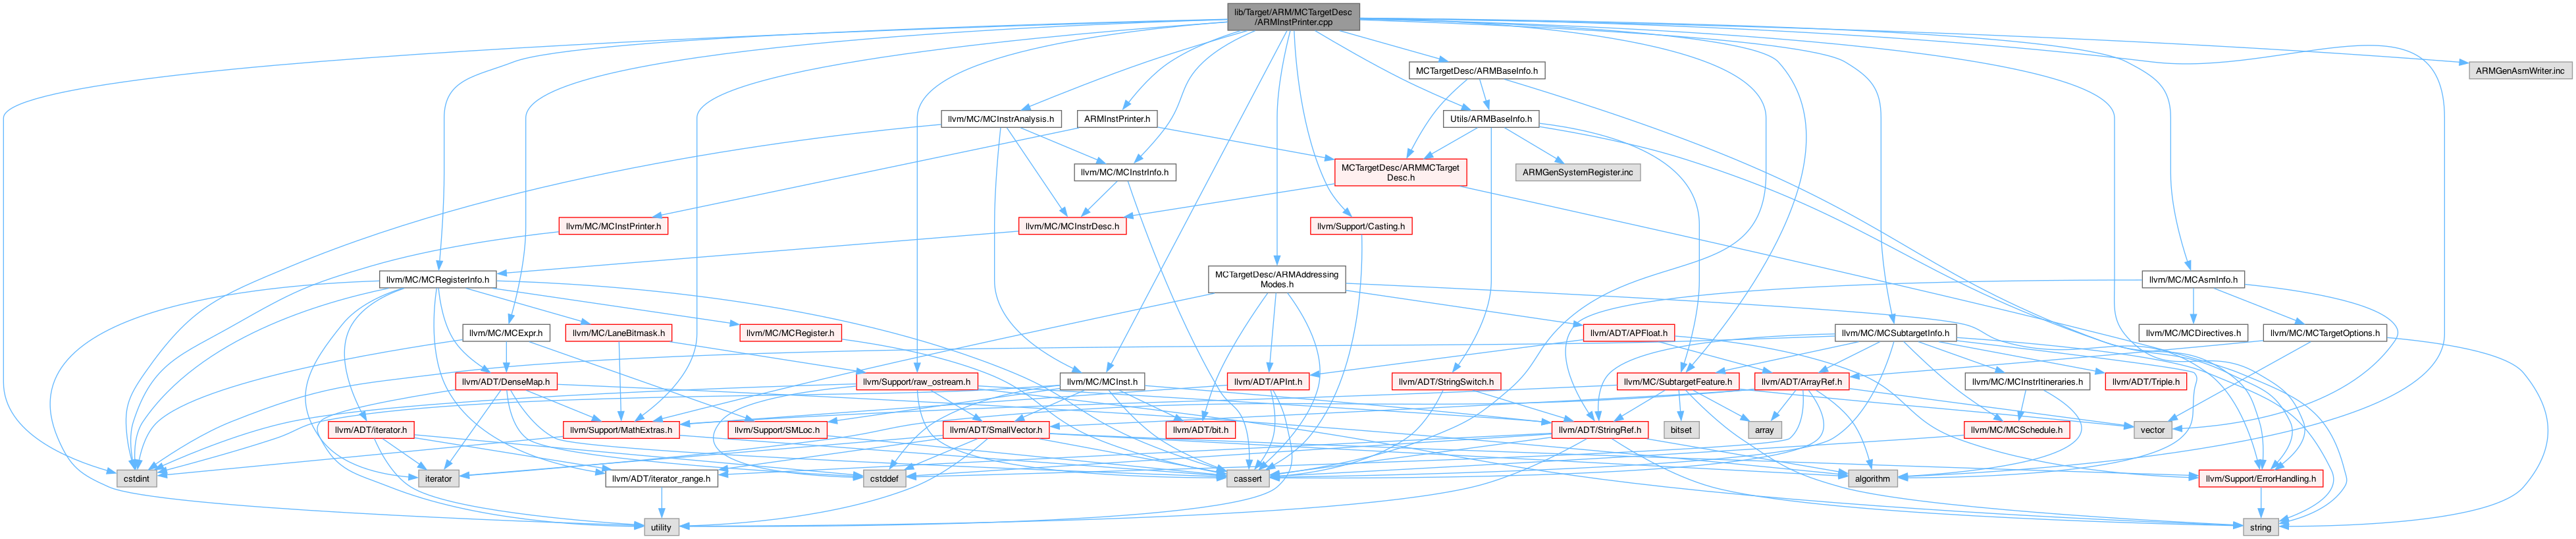 lib/Target/ARM/MCTargetDesc
/ARMInstPrinter.cpp
MCTargetDesc/ARMBaseInfo.h
ARMGenAsmWriter.inc
llvm/MC/MCInstrAnalysis.h
ARMInstPrinter.h
Utils/ARMBaseInfo.h
llvm/MC/MCInstrInfo.h
MCTargetDesc/ARMMCTarget
Desc.h
ARMGenSystemRegister.inc
llvm/MC/MCInstPrinter.h
llvm/MC/MCInstrDesc.h
llvm/Support/Casting.h
llvm/MC/MCRegisterInfo.h
MCTargetDesc/ARMAddressing
Modes.h
llvm/MC/MCAsmInfo.h
llvm/MC/MCExpr.h
llvm/MC/LaneBitmask.h
llvm/MC/MCRegister.h
llvm/ADT/APFloat.h
llvm/MC/MCSubtargetInfo.h
llvm/MC/MCDirectives.h
llvm/MC/MCTargetOptions.h
llvm/ADT/DenseMap.h
llvm/Support/raw_ostream.h
llvm/MC/MCInst.h
llvm/ADT/APInt.h
llvm/ADT/StringSwitch.h
llvm/MC/SubtargetFeature.h
llvm/ADT/ArrayRef.h
llvm/MC/MCInstrItineraries.h
llvm/ADT/Triple.h
llvm/ADT/iterator.h
llvm/Support/MathExtras.h
llvm/Support/SMLoc.h
llvm/ADT/SmallVector.h
llvm/ADT/bit.h
llvm/ADT/StringRef.h
bitset
array
llvm/MC/MCSchedule.h
vector
cstdint
iterator
llvm/ADT/iterator_range.h
cstddef
cassert
algorithm
llvm/Support/ErrorHandling.h
utility
string